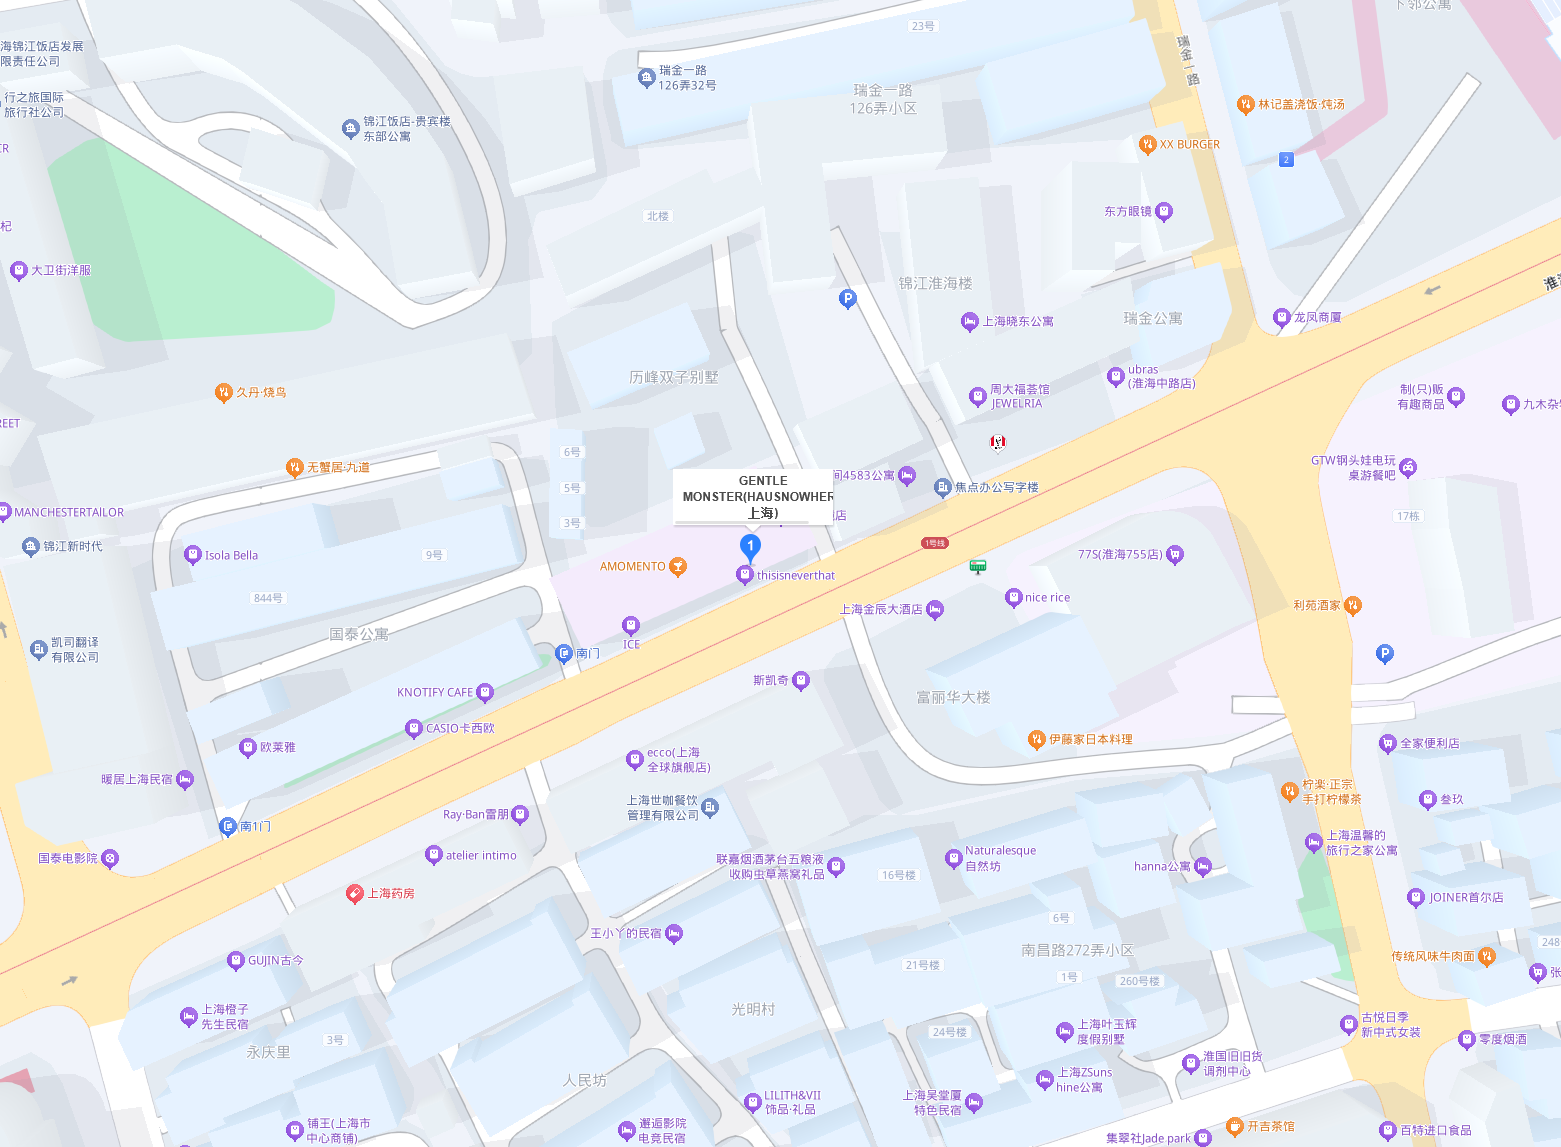 23号
卜邻公寓
瑞金一路
海锦江饭店发展
限责任公司
瑞金一路
126弄32号
行之旅国际
旅行社公司
瑞金一路
126弄小区
林记盖浇饭·炖汤
锦江饭店-贵宾楼
东部公寓
XX BURGER
2
北楼
东方眼镜
杞
大卫街洋服
锦江淮海楼
P
上海晓东公寓
瑞金公寓
龙凤商厦
历峰双子别墅
久丹·烧鸟
周大福荟馆
JEWELRIA
ubras
(淮海中路店)
制(只)贩
有趣商品
九木杂
REET
6号
无蟹居·九道
间4583公寓
GTW钢头娃电玩
桌游餐吧
5号
焦点办公写字楼
GENTLE
MONSTER(HAUSNOWHER
上海)
店
MANCHESTERTAILOR
3号
17栋
锦江新时代
Isola Bella
9号
1
1号线
77S(淮海755店)
AMOMENTO
thisisneverthat
844号
nice rice
上海金辰大酒店
利苑酒家
国泰公寓
ICE
凯司翻译
有限公司
南门
P
斯凯奇
KNOTIFY CAFE
富丽华大楼
CASIO卡西欧
伊藤家日本料理
欧莱雅
ecco(上海
全球旗舰店)
全家便利店
暖居上海民宿
柠楽·正宗
手打柠檬茶
上海世咖餐饮
管理有限公司
叁玖
Ray·Ban雷朋
南1门
国泰电影院
atelier intimo
联嘉烟酒茅台五粮液
收购虫草燕窝礼品
Naturalesque
自然坊
hanna公寓
上海温馨的
旅行之家公寓
16号楼
上海药房
JOINER首尔店
6号
王小丫的民宿
南昌路272弄小区
248
GUJIN古今
21号楼
传统风味牛肉面
1号
260号楼
张
上海橙子
先生民宿
光明村
古悦日季
新中式女装
3号
24号楼
上海叶玉辉
度假别墅
零度烟酒
永庆里
淮国旧旧货
调剂中心
人民坊
上海ZSuns
hine公寓
LILITH&VII
饰品·礼品
上海吴堂厦
特色民宿
铺王(上海市
中心商铺)
邂逅影院
电竞民宿
开吉茶馆
集翠社Jade park
百特进口食品